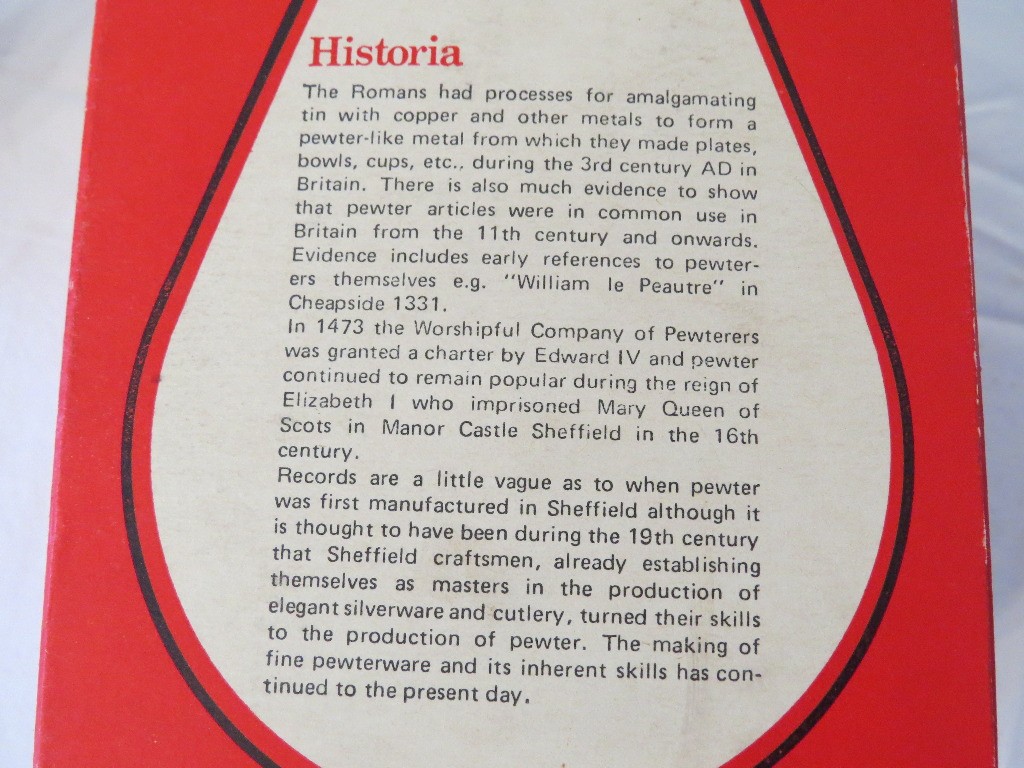 Historia
The Romans had processes for amalgamating
tin with copper and other metals to form a
pewter-like metal from which they made plates,
bowls, cups, etc., during the 3rd century AD in
Britain. There is also much evidence to show
that pewter articles were in common use in
Britain from the 11th century and onwards.
Evidence includes early references to pewter-
ers themselves e.g. "William le Peautre" in
Cheapside 1331.
In 1473 the Worshipful Company of Pewterers
was granted a charter by Edward IV and pewter
continued to remain popular during the reign of
Elizabeth I who imprisoned Mary Queen of
Scots in Manor Castle Sheffield in the 16th
century.
Records are a little vague as to when pewter
was first manufactured in Sheffield although it
is thought to have been during the 19th century
that Sheffield craftsmen, already establishing
themselves as masters in the production of
elegant silverware and cutlery, turned their skills
to the production of pewter. The making of
fine pewterware and its inherent skills has con-
tinued to the present day.